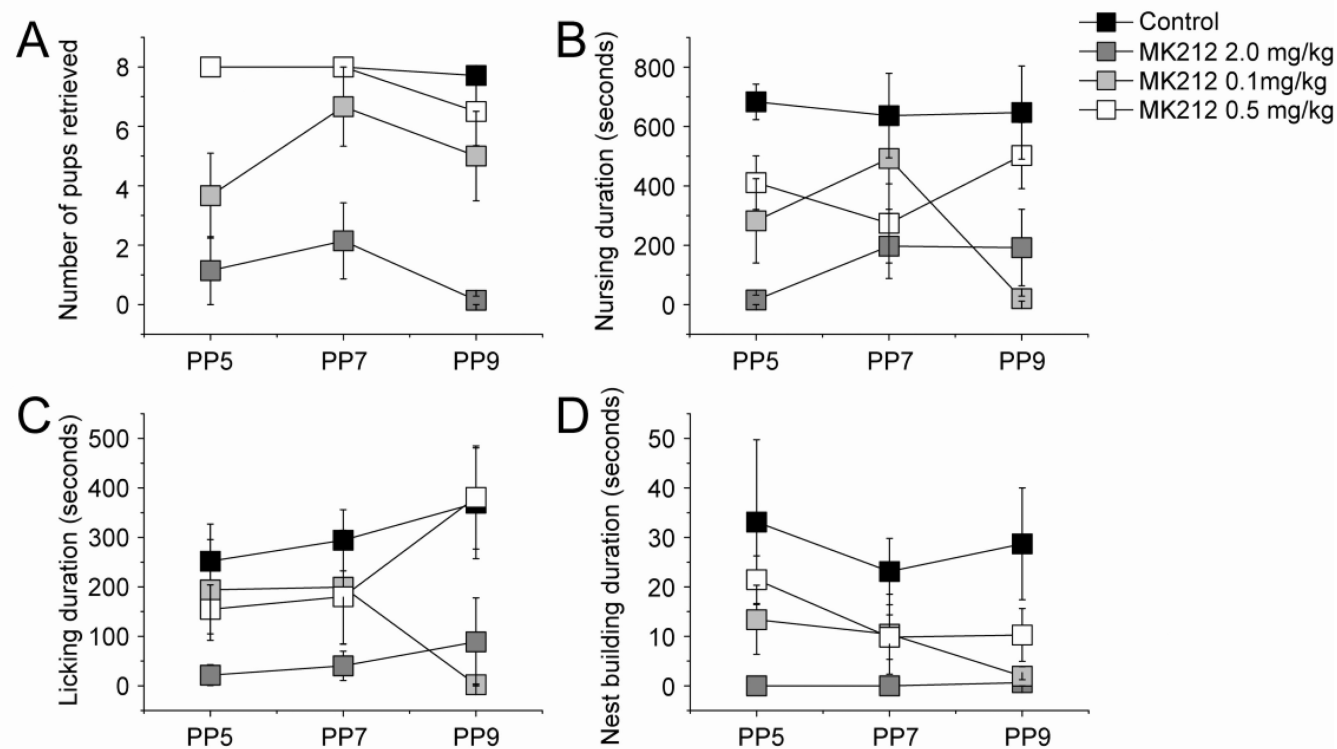 A
Number of pups retrieved
8
6
4
2
0
PP5 PP7 PP9
B
Nursing duration (seconds)
800
600
400
200
0
PP5 PP7 PP9
Control
MK212 2.0 mg/kg
MK212 0.1mg/kg
MK212 0.5 mg/kg
C
Licking duration (seconds)
500
400
300
200
100
0
PP5 PP7 PP9
D
Nest building duration (seconds)
50
40
30
20
10
0
PP5 PP7 PP9